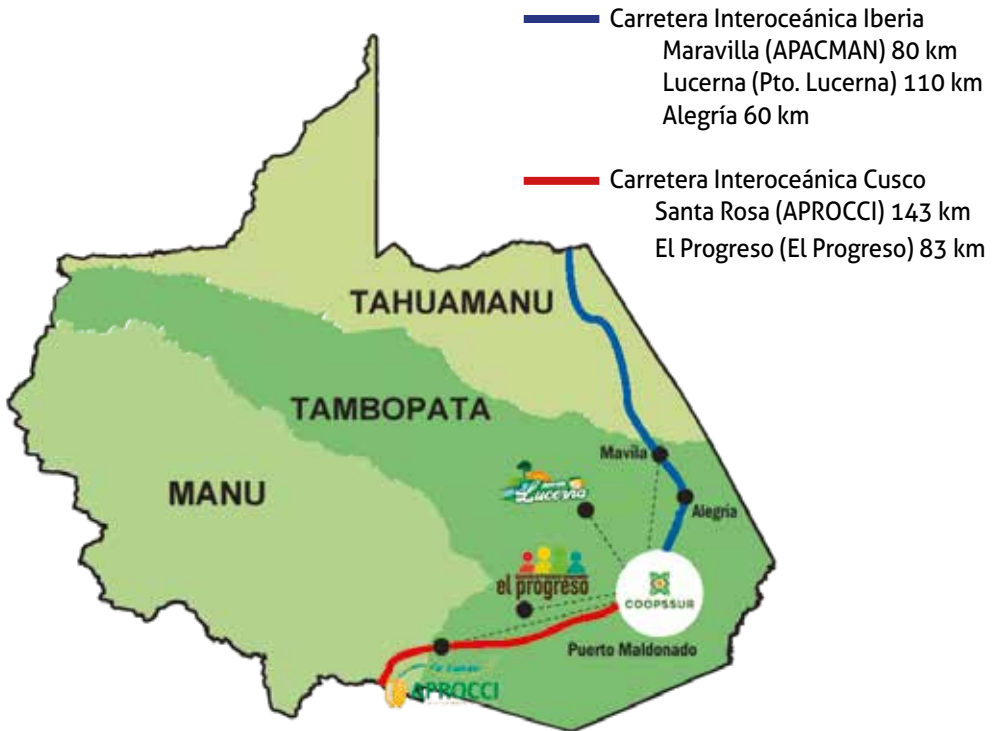 Carretera Interoceánica Iberia
Maravilla (APACMAN) 80 km
Lucerna (Pto. Lucerna) 110 km
Alegría 60 km
Carretera Interoceánica Cusco
Santa Rosa (APROCCI) 143 km
El Progreso (El Progreso) 83 km
TAHUAMANU
TAMBOPATA
MANU
Mavila
Lucerna
Alegria
el progreso
COOPSSUR
Puerto Maldonado
APROCCI